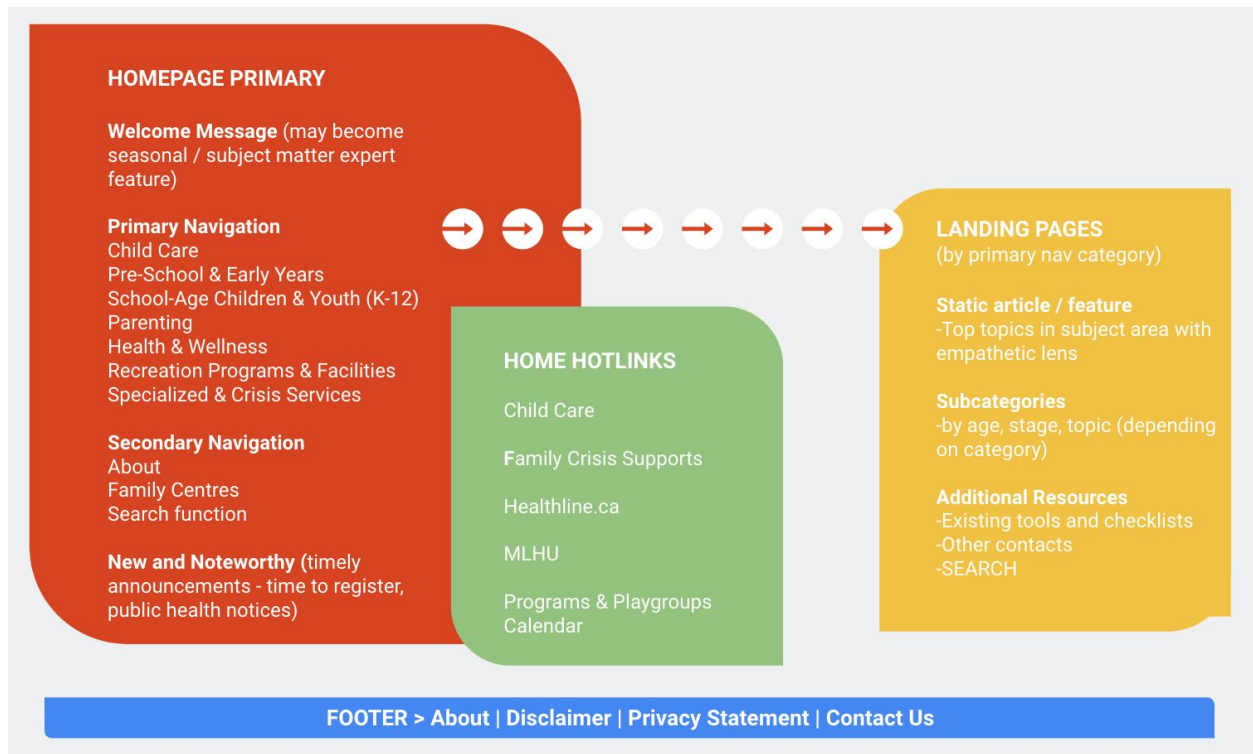 HOMEPAGE PRIMARY
Welcome Message (may become
seasonal / subject matter expert
feature)
Primary Navigation
Child Care
Pre-School & Early Years
School-Age Children & Youth (K-12)
Parenting
Health & Wellness
Recreation Programs & Facilities
Specialized & Crisis Services
Secondary Navigation
About
Family Centres
Search function
New and Noteworthy (timely
announcements - time to register,
public health notices)
HOME HOTLINKS
Child Care
Family Crisis Supports
Healthline.ca
MLHU
Programs & Playgroups
Calendar
LANDING PAGES
(by primary nav category)
Static article / feature
-Top topics in subject area with
empathetic lens
Subcategories
-by age, stage, topic (depending
on category)
Additional Resources
-Existing tools and checklists
-Other contacts
-SEARCH
FOOTER > About | Disclaimer | Privacy Statement | Contact Us